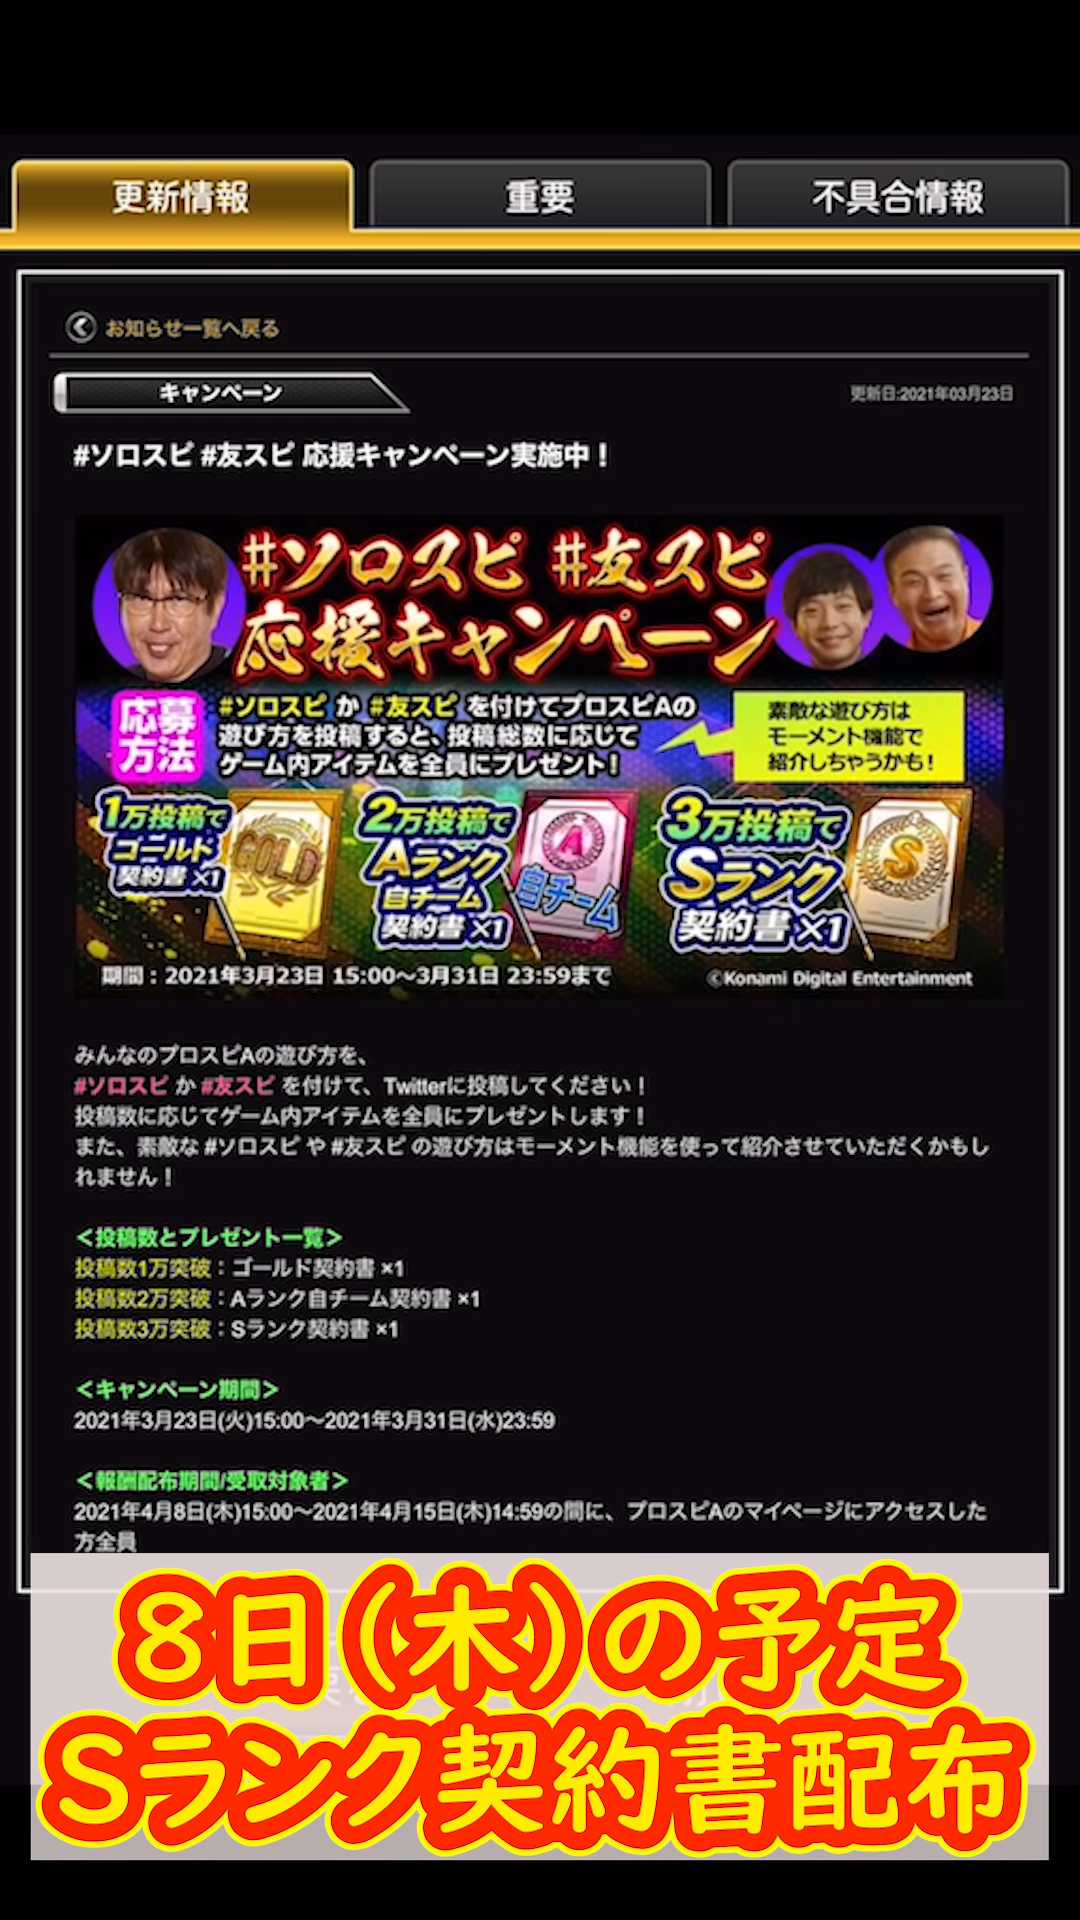 更新情報
重要
不具合情報
お知らせ一覧へ戻る
キャンペーン
更新日:2021年03月23日
#ソロスピ #友スピ 応援キャンペーン実施中！
#ソロスピ #友スピ
応援キャンペーン
応募
方法
#ソロスピ か #友スピ を付けてプロスピAの
遊び方を投稿すると、投稿総数に応じて
ゲーム内アイテムを全員にプレゼント！
素敵な遊び方は
モーメント機能で
紹介しちゃうかも！
1万投稿で
ゴールド
契約書 ×1
GOLD
2万投稿で
Aランク
自チーム
契約書 ×1
A
自チーム
3万投稿で
Sランク
契約書 ×1
S
期間：2021年3月23日 15:00～3月31日 23:59まで
©Konami Digital Entertainment
みんなのプロスピAの遊び方を、
#ソロスピ か #友スピ を付けて、Twitterに投稿してください！
投稿数に応じてゲーム内アイテムを全員にプレゼントします！
また、素敵な #ソロスピ や #友スピ の遊び方はモーメント機能を使って紹介させていただくかもし
れません！
＜投稿数とプレゼント一覧＞
投稿数1万突破：ゴールド契約書 ×1
投稿数2万突破：Aランク自チーム契約書 ×1
投稿数3万突破：Sランク契約書 ×1
＜キャンペーン期間＞
2021年3月23日(火)15:00～2021年3月31日(水)23:59
＜報酬配布期間/受取対象者＞
2021年4月8日(木)15:00～2021年4月15日(木)14:59の間に、プロスピAのマイページにアクセスした
方全員
８日（木）の予定
Sランク契約書配布